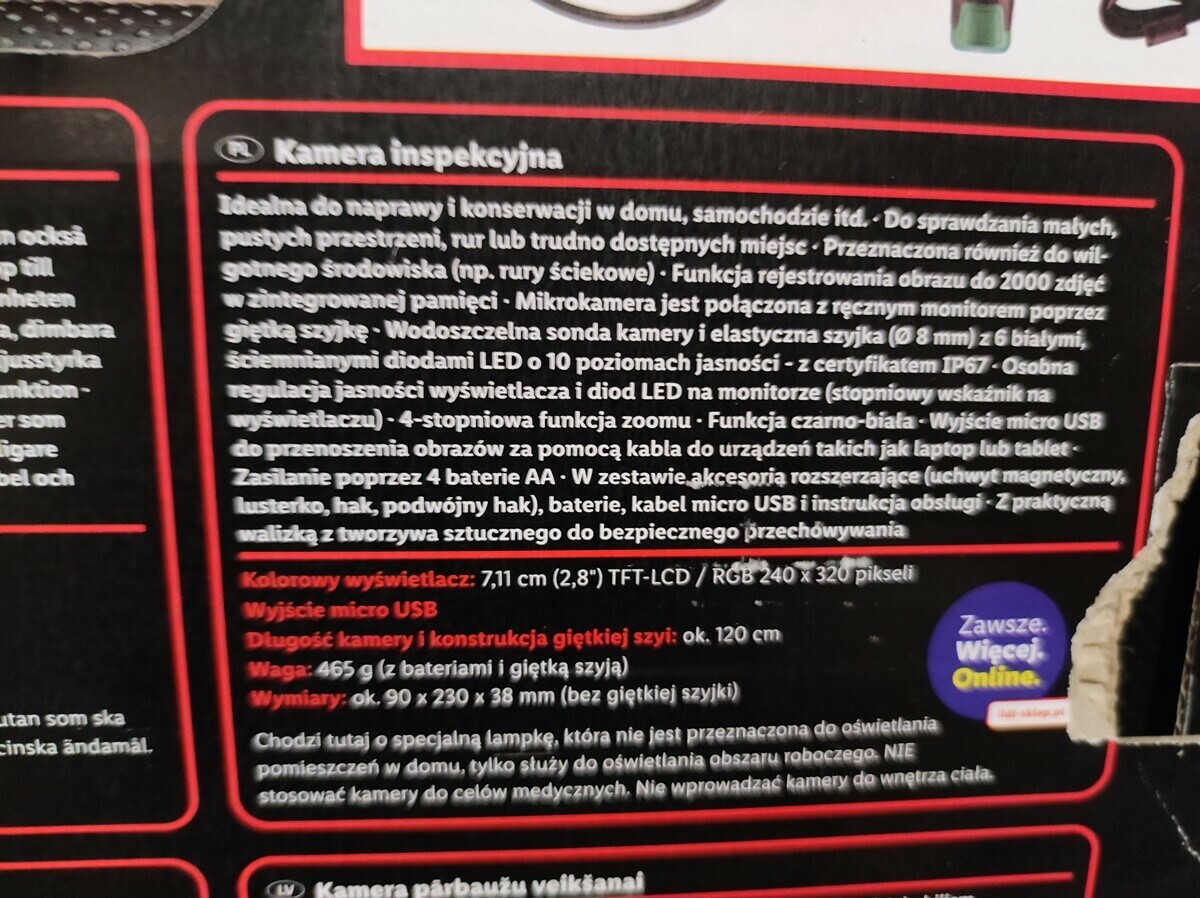 PL Kamera inspekcyjna
Idealna do naprawy i konserwacji w domu, samochodzie itd. · Do sprawdzania małych,
pustych przestrzeni, rur lub trudno dostępnych miejsc · Przeznaczona również do wil-
gotnego środowiska (np. rury ściekowe) · Funkcja rejestrowania obrazu do 2000 zdjęć
w zintegrowanej pamięci · Mikrokamera jest połączona z ręcznym monitorem poprzez
giętką szyjkę · Wodoszczelna sonda kamery i elastyczna szyjka (Ø 8 mm) z 6 białymi,
ściemnianymi diodami LED o 10 poziomach jasności - z certyfikatem IP67 · Osobna
regulacja jasności wyświetlacza i diod LED na monitorze (stopniowy wskaźnik na
wyświetlaczu) · 4-stopniowa funkcja zoomu · Funkcja czarno-biała · Wyjście micro USB
do przenoszenia obrazów za pomocą kabla do urządzeń takich jak laptop lub tablet ·
Zasilanie poprzez 4 baterie AA · W zestawie akcesoria rozszerzające (uchwyt magnetyczny,
lusterko, hak, podwójny hak), baterie, kabel micro USB i instrukcja obsługi · Z praktyczną
walizką z tworzywa sztucznego do bezpiecznego przechowywania
Kolorowy wyświetlacz: 7,11 cm (2,8") TFT-LCD / RGB 240 x 320 pikseli
Wyjście micro USB
Długość kamery i konstrukcja giętkiej szyi: ok. 120 cm
Waga: 465 g (z bateriami i giętką szyją)
Wymiary: ok. 90 x 230 x 38 mm (bez giętkiej szyjki)
Chodzi tutaj o specjalną lampkę, która nie jest przeznaczona do oświetlania
pomieszczeń w domu, tylko służy do oświetlania obszaru roboczego. NIE
stosować kamery do celów medycznych. Nie wprowadzać kamery do wnętrza ciała.
Zawsze.
Więcej.
Online.
lidl-sklep.pl
n också
p till
nheten
a, dimbara
jusstyrka
unktion -
er som
ligare
bel och
utan som ska
cinska ändamål.
LV Kamera pārbaužu veikšanai